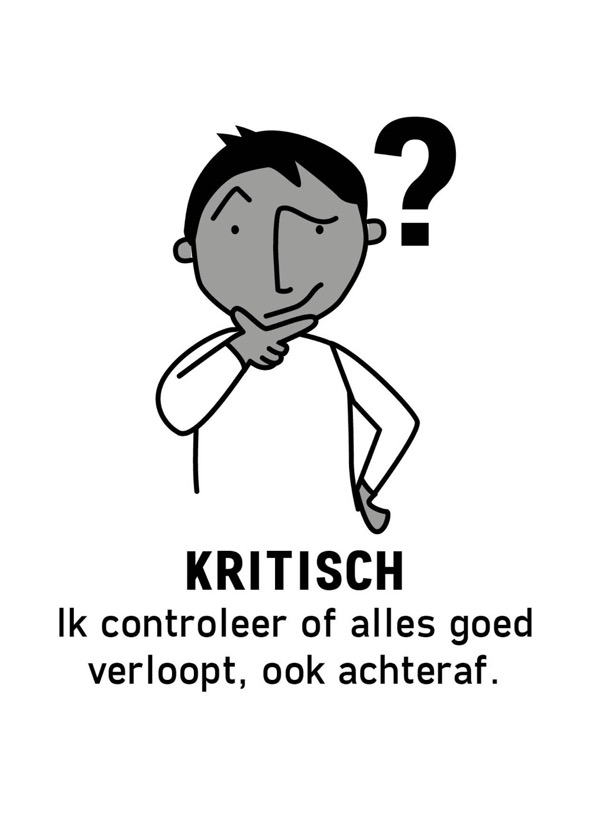 ?
KRITISCH
Ik controleer of alles goed
verloopt, ook achteraf.